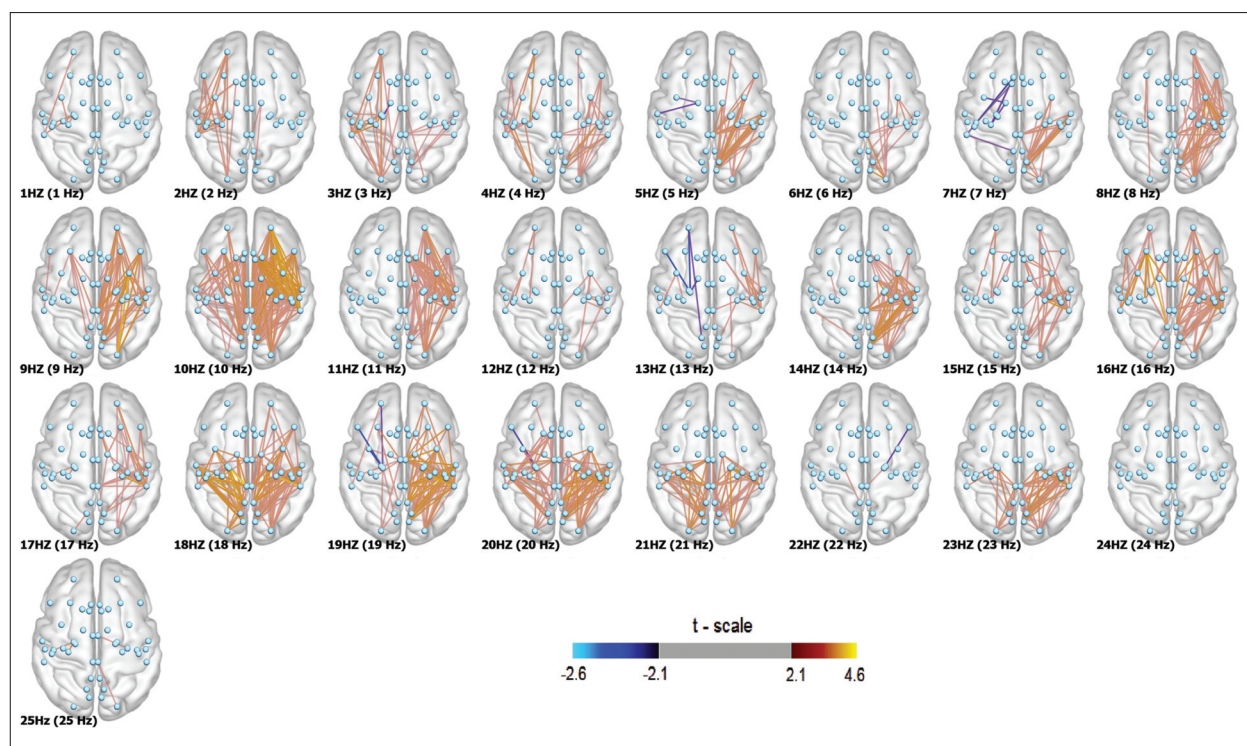 1HZ (1 Hz) 2HZ (2 Hz) 3HZ (3 Hz) 4HZ (4 Hz) 5HZ (5 Hz) 6HZ (6 Hz) 7HZ (7 Hz) 8HZ (8 Hz)
9HZ (9 Hz) 10HZ (10 Hz) 11HZ (11 Hz) 12HZ (12 Hz) 13HZ (13 Hz) 14HZ (14 Hz) 15HZ (15 Hz) 16HZ (16 Hz)
17HZ (17 Hz) 18HZ (18 Hz) 19HZ (19 Hz) 20HZ (20 Hz) 21HZ (21 Hz) 22HZ (22 Hz) 23HZ (23 Hz) 24HZ (24 Hz)
t - scale
-2.6 -2.1 2.1 4.6
25Hz (25 Hz)